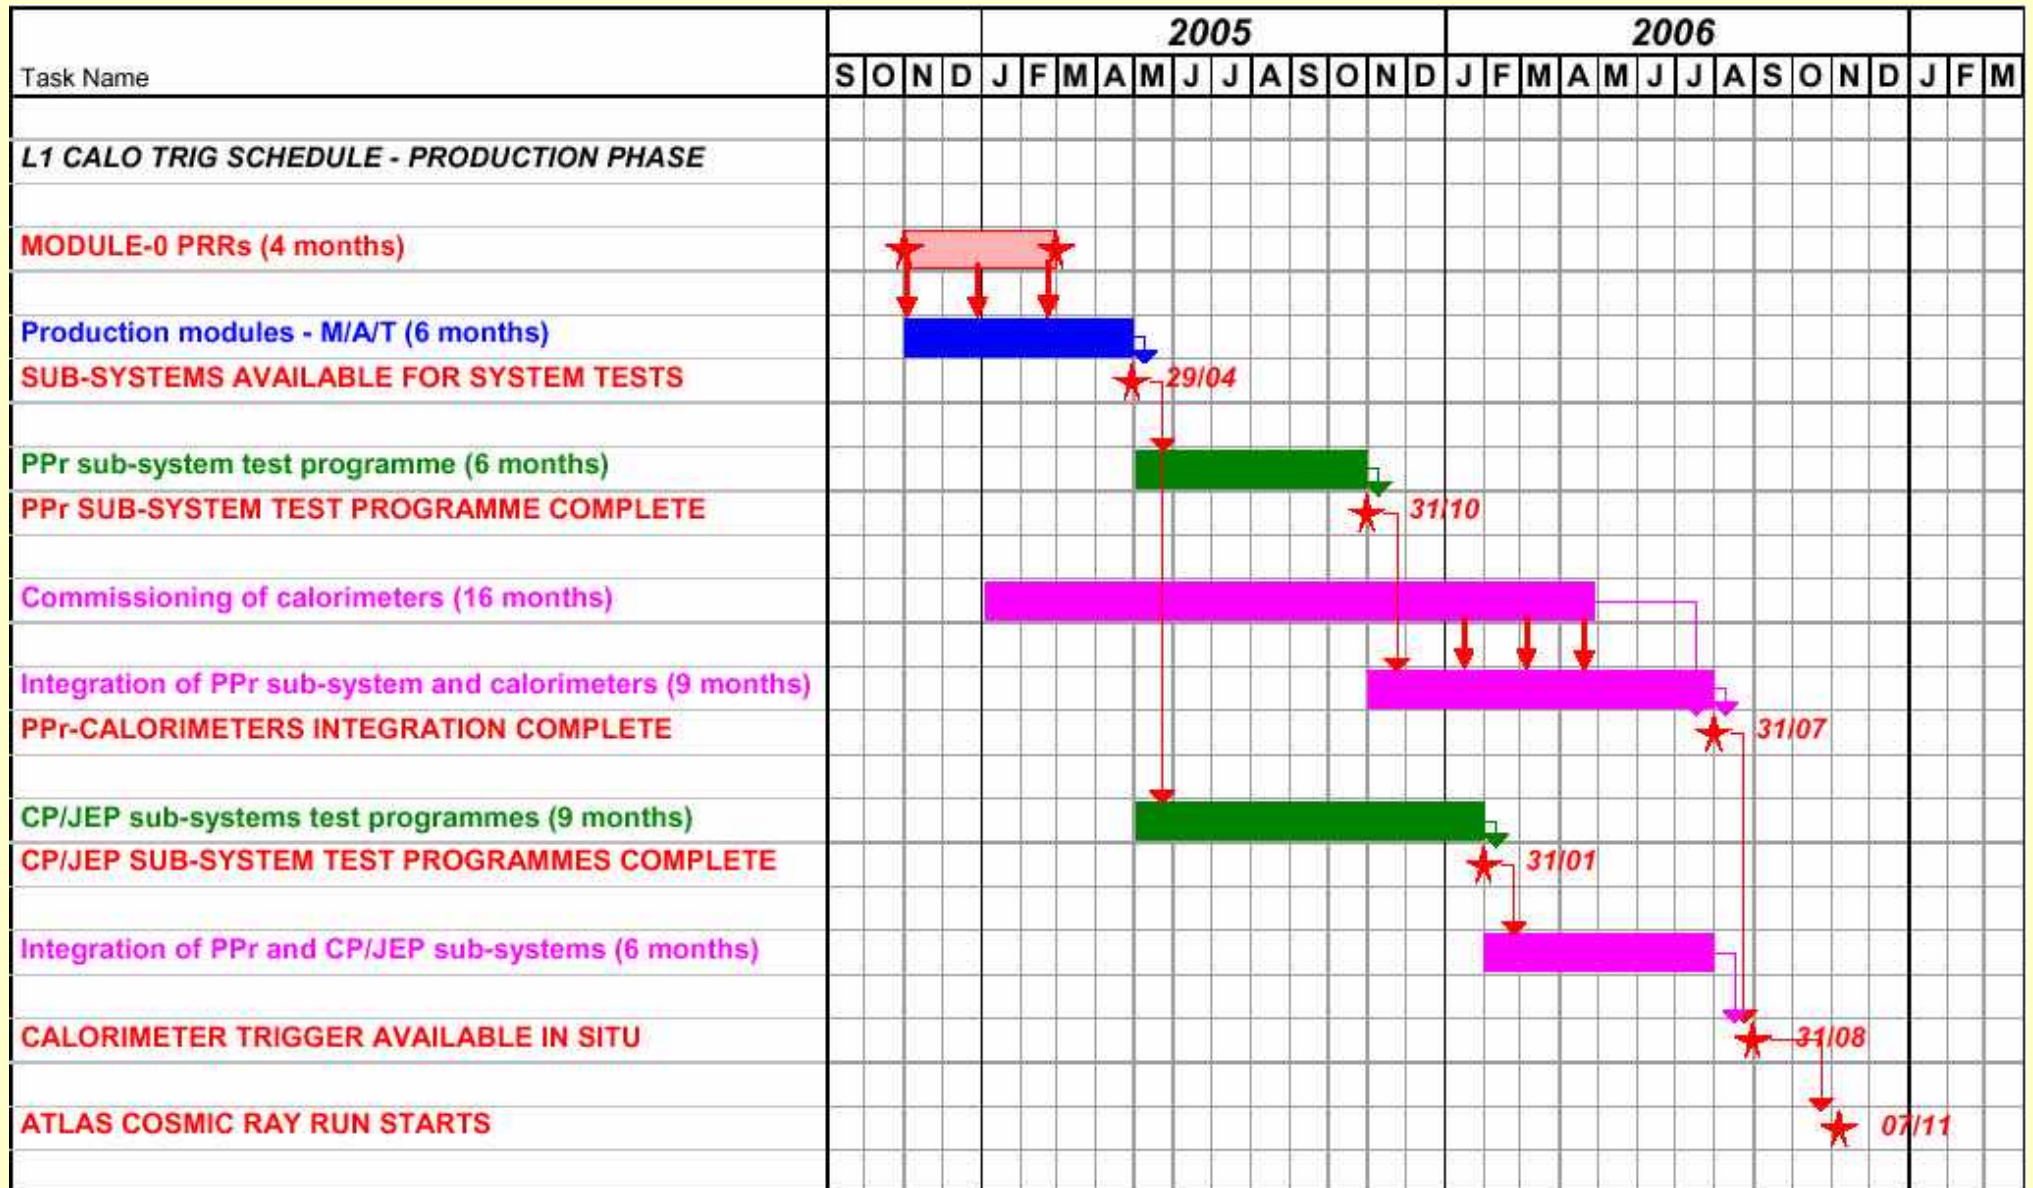 2005 2006
Task Name S O N D J F M A M J J A S O N D J F M A M J J A S O N D J F M
L1 CALO TRIG SCHEDULE - PRODUCTION PHASE
MODULE-0 PRRs (4 months)
Production modules - M/A/T (6 months)
SUB-SYSTEMS AVAILABLE FOR SYSTEM TESTS 29/04
PPr sub-system test programme (6 months)
PPr SUB-SYSTEM TEST PROGRAMME COMPLETE 31/10
Commissioning of calorimeters (16 months)
Integration of PPr sub-system and calorimeters (9 months)
PPr-CALORIMETERS INTEGRATION COMPLETE 31/07
CP/JEP sub-systems test programmes (9 months)
CP/JEP SUB-SYSTEM TEST PROGRAMMES COMPLETE 31/01
Integration of PPr and CP/JEP sub-systems (6 months)
CALORIMETER TRIGGER AVAILABLE IN SITU 31/08
ATLAS COSMIC RAY RUN STARTS 07/11